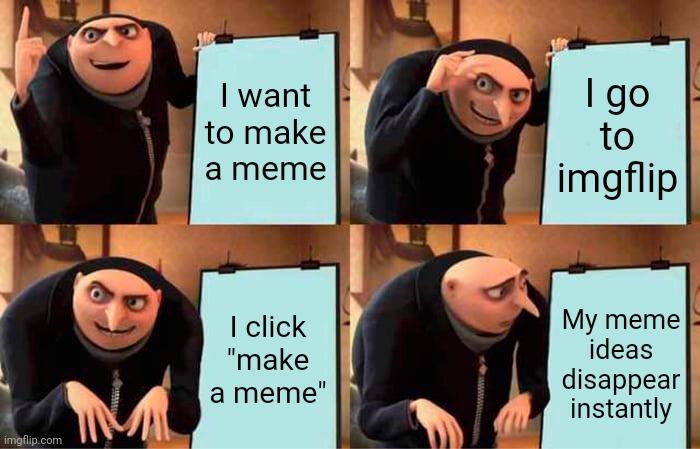 I want
to make
a meme
I go
to
imgflip
I click
"make
a meme"
My meme
ideas
disappear
instantly
imgflip.com